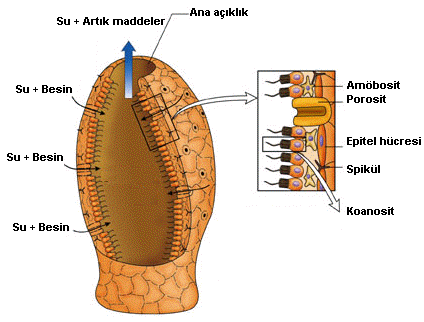 Ana açıklık
Su + Artık maddeler
Su + Besin
Su + Besin
Su + Besin
Amöbosit
Porosit
Epitel hücresi
Spikül
Koanosit